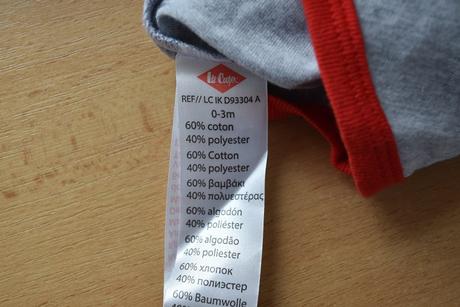 Lee Cooper
REF// LC IK D93304 A
0-3m
60% coton
40% polyester
60% Cotton
40% polyester
60% βαμβάκι
40% πολυεστέρας
60% algodón
40% poliéster
60% algodão
40% poliester
60% хлопок
40% полиэстер
60% Baumwolle